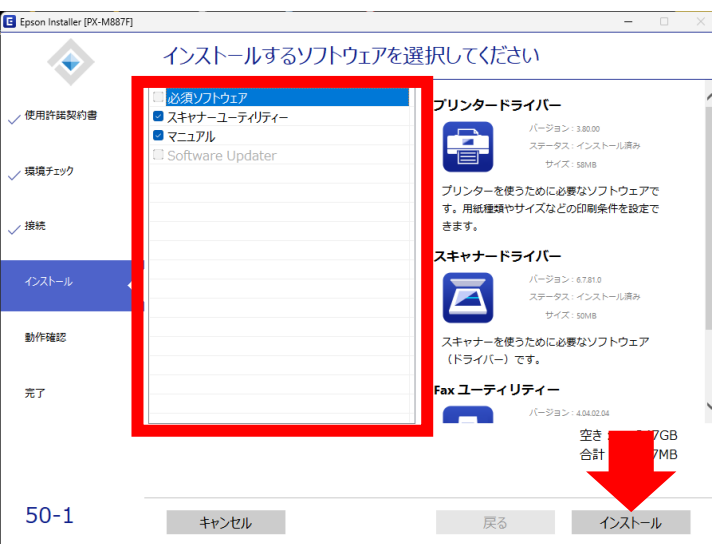 Epson Installer [PX-M887F]
インストールするソフトウェアを選択してください
使用許諾契約書
環境チェック
接続
インストール
動作確認
完了
必須ソフトウェア
スキャナーユーティリティー
マニュアル
Software Updater
プリンタードライバー
バージョン : 3.80.00
ステータス : インストール済み
サイズ : 58MB
プリンターを使うために必要なソフトウェアで
す。用紙種類やサイズなどの印刷条件を設定で
きます。
スキャナードライバー
バージョン : 6.7.81.0
ステータス : インストール済み
サイズ : 50MB
スキャナーを使うために必要なソフトウェア
(ドライバー) です。
Fax ユーティリティー
バージョン : 4.04.02.04
空き
合計
50-1
キャンセル
戻る
インストール